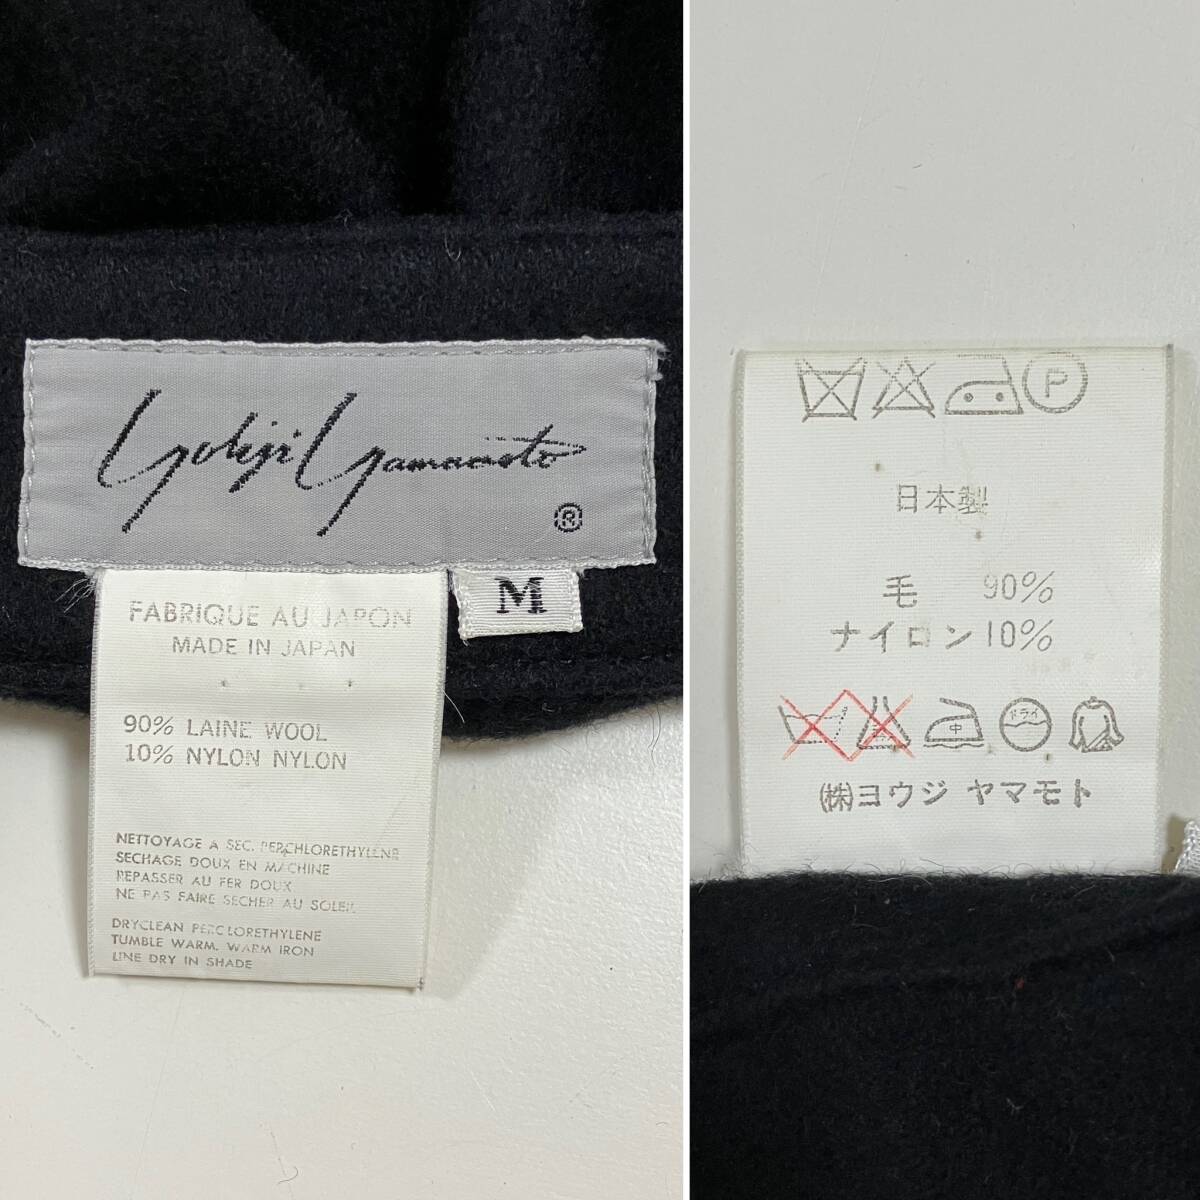 Yohji Yamamoto
®
M
FABRIQUE AU JAPON
MADE IN JAPAN
90% LAINE WOOL
10% NYLON NYLON
NETTOYAGE A SEC. PERCHLORETHYLENE
SECHAGE DOUX EN MACHINE
REPASSER AU FER DOUX
NE PAS FAIRE SECHER AU SOLEIL
DRYCLEAN PERCLORETHYLENE
TUMBLE WARM. WARM IRON
LINE DRY IN SHADE
P
日本製
毛 90%
ナイロン 10%
中 ドライ
㈱ヨウジ ヤマモト